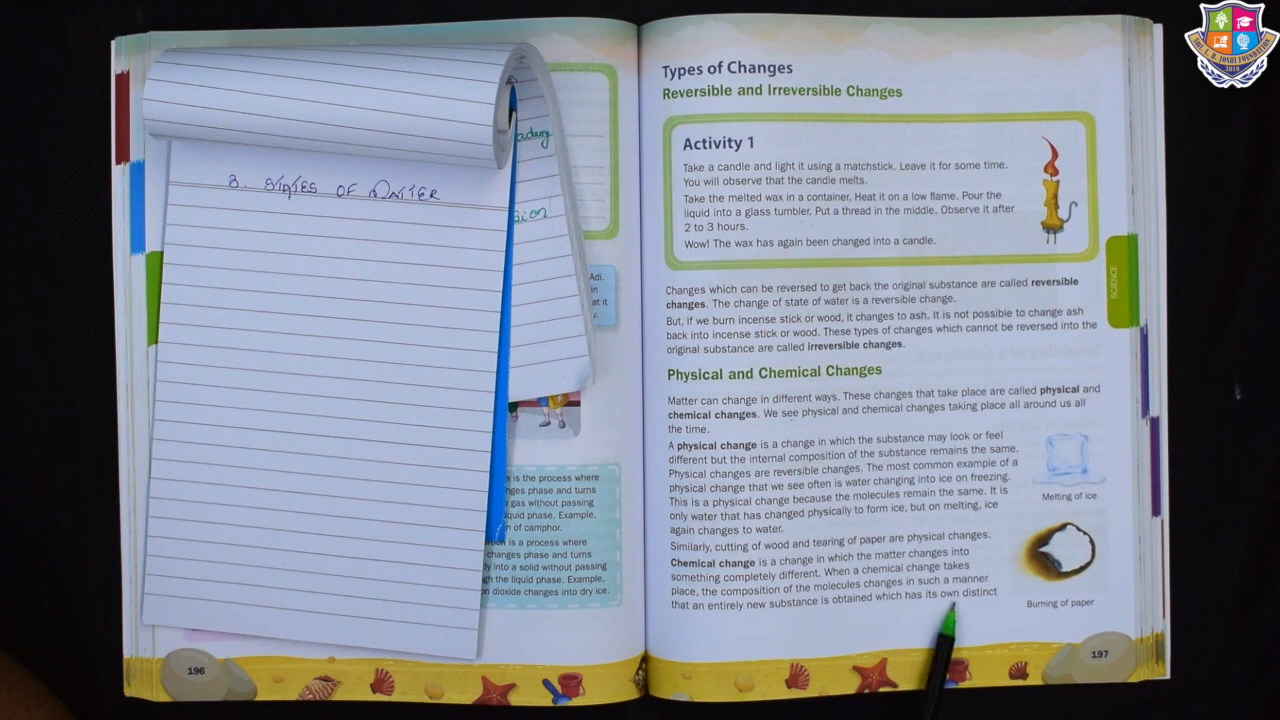 3. STATES OF MATTER
ading
sion
Adi.
in
at it
y.
is the process where
nges phase and turns
gas without passing
iquid phase. Example,
n of camphor.
is a process where
changes phase and turns
ly into a solid without passing
gh the liquid phase. Example,
on dioxide changes into dry ice.
196
Types of Changes
Reversible and Irreversible Changes
Activity 1
Take a candle and light it using a matchstick. Leave it for some time.
You will observe that the candle melts.
Take the melted wax in a container. Heat it on a low flame. Pour the
liquid into a glass tumbler. Put a thread in the middle. Observe it after
2 to 3 hours.
Wow! The wax has again been changed into a candle.
Changes which can be reversed to get back the original substance are called reversible
changes. The change of state of water is a reversible change.
But, if we burn incense stick or wood, it changes to ash. It is not possible to change ash
back into incense stick or wood. These types of changes which cannot be reversed into the
original substance are called irreversible changes.
Physical and Chemical Changes
Matter can change in different ways. These changes that take place are called physical and
chemical changes. We see physical and chemical changes taking place all around us all
the time.
A physical change is a change in which the substance may look or feel
different but the internal composition of the substance remains the same.
Physical changes are reversible changes. The most common example of a
physical change that we see often is water changing into ice on freezing.
This is a physical change because the molecules remain the same. It is
only water that has changed physically to form ice, but on melting, ice
again changes to water.
Melting of ice
Similarly, cutting of wood and tearing of paper are physical changes.
Chemical change is a change in which the matter changes into
something completely different. When a chemical change takes
place, the composition of the molecules changes in such a manner
that an entirely new substance is obtained which has its own distinct
Burning of paper
197
SCIENCE
SHRI L. R. JOSHI FOUNDATION
2018